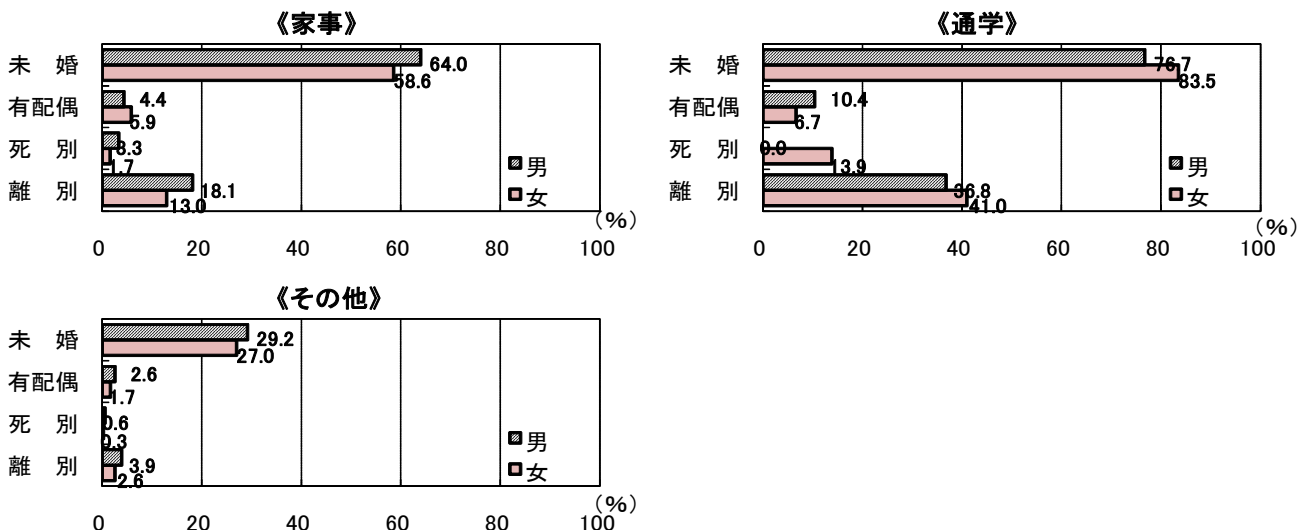 《家事》
未　婚 64.0
58.6
有配偶 4.4
5.9
死　別 3.3
1.7
離　別 18.1
13.0
男
女
(%)
0 20 40 60 80 100
《通学》
未　婚 76.7
83.5
有配偶 10.4
6.7
死　別 0.0
13.9
離　別 36.8
41.0
男
女
(%)
0 20 40 60 80 100
《その他》
未　婚 29.2
27.0
有配偶 2.6
1.7
死　別 0.6
0.3
離　別 3.9
2.6
男
女
(%)
0 20 40 60 80 100